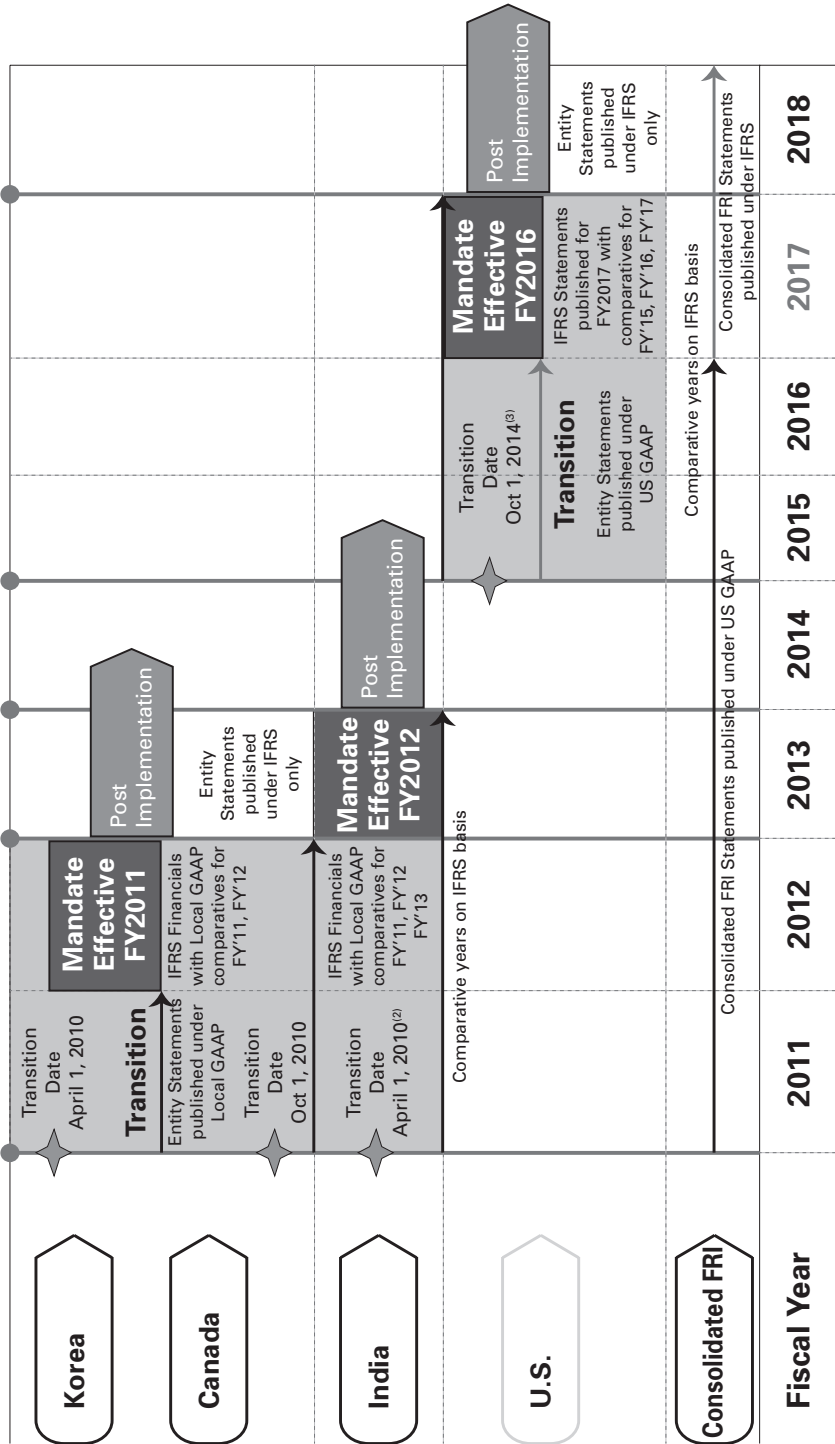 Korea
Transition
Date
April 1, 2010
Transition
Mandate
Effective
FY2011
Post
Implementation
Canada
Entity Statements
published under
Local GAAP
IFRS Financials
with Local GAAP
comparatives for
FY'11, FY'12
Entity
Statements
published
under IFRS
only
Transition
Date
Oct 1, 2010
India
Transition
Date
April 1, 2010(2)
IFRS Financials
with Local GAAP
comparatives for
FY'11, FY'12
FY'13
Mandate
Effective
FY2012
Post
Implementation
Comparative years on IFRS basis
U.S.
Transition
Date
Oct 1, 2014(3)
Transition
Entity Statements
published under
US GAAP
Mandate
Effective
FY2016
IFRS Statements
published for
FY2017 with
comparatives for
FY'15, FY'16, FY'17
Post
Implementation
Entity
Statements
published
under IFRS
only
Comparative years on IFRS basis
Consolidated FRI
Consolidated FRI Statements published under US GAAP
Consolidated FRI Statements
published under IFRS
Fiscal Year
2011
2012
2013
2014
2015
2016
2017
2018